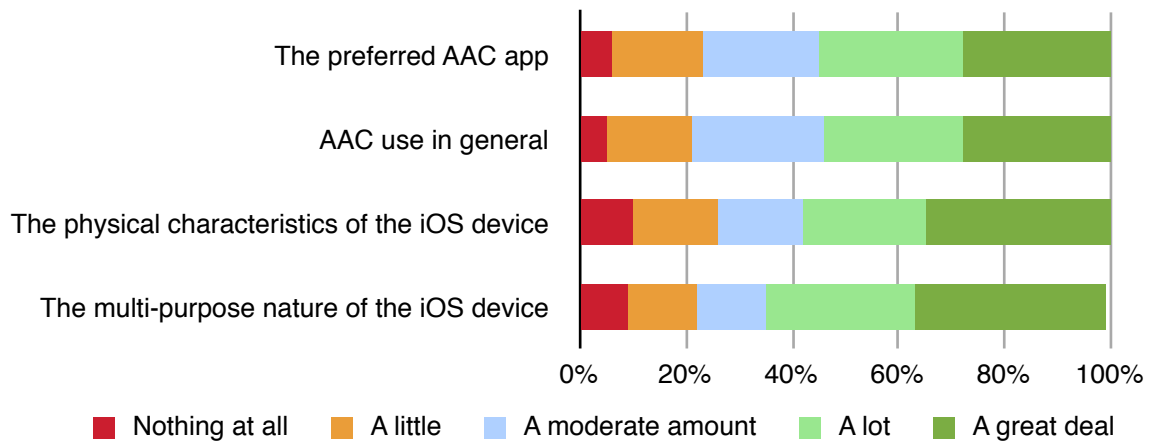 The preferred AAC app
AAC use in general
The physical characteristics of the iOS device
The multi-purpose nature of the iOS device
0% 20% 40% 60% 80% 100%
Nothing at all A little A moderate amount A lot A great deal